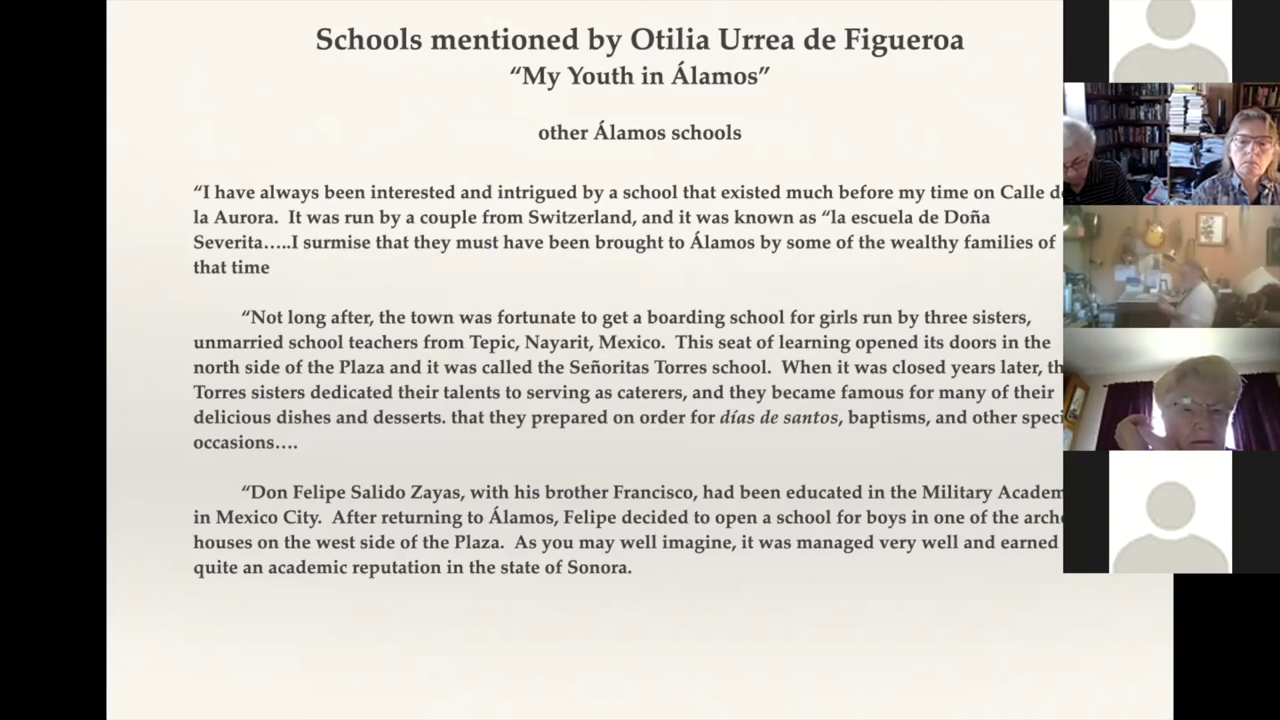 Schools mentioned by Otilia Urrea de Figueroa
“My Youth in Álamos”
other Álamos schools
“I have always been interested and intrigued by a school that existed much before my time on Calle
la Aurora. It was run by a couple from Switzerland, and it was known as “la escuela de Doña
Severita…..I surmise that they must have been brought to Álamos by some of the wealthy families of
that time
“Not long after, the town was fortunate to get a boarding school for girls run by three sisters,
unmarried school teachers from Tepic, Nayarit, Mexico. This seat of learning opened its doors in the
north side of the Plaza and it was called the Señoritas Torres school. When it was closed years later,
Torres sisters dedicated their talents to serving as caterers, and they became famous for many of their
delicious dishes and desserts. that they prepared on order for días de santos, baptisms, and other
occasions….
“Don Felipe Salido Zayas, with his brother Francisco, had been educated in the Military
in Mexico City. After returning to Álamos, Felipe decided to open a school for boys in one of the
houses on the west side of the Plaza. As you may well imagine, it was managed very well and earned
quite an academic reputation in the state of Sonora.